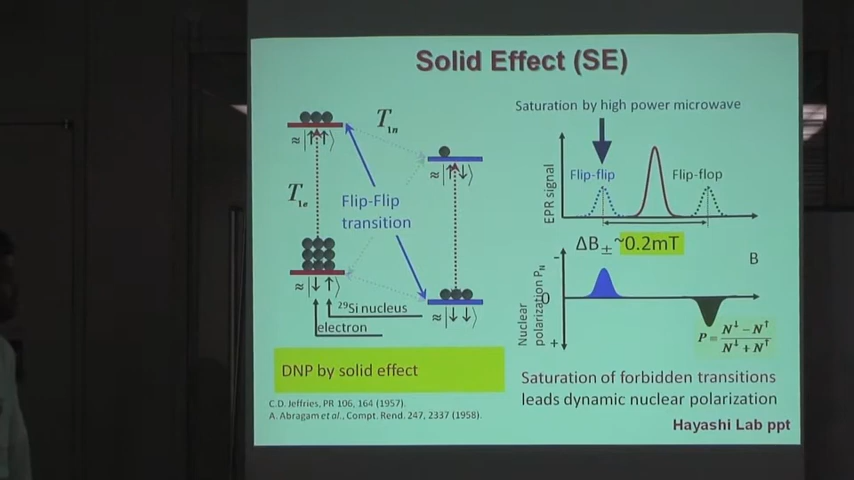 Solid Effect (SE)
T₁ₙ
≈|↑↑⟩
≈|↑↓⟩
T₁ₑ
Flip-Flip
transition
≈|↓↑⟩
≈|↓↓⟩
²⁹Si nucleus
electron
DNP by solid effect
C.D. Jeffries, PR 106, 164 (1957).
A. Abragam et al., Compt. Rend. 247, 2337 (1958).
Saturation by high power microwave
EPR signal
Flip-flip
Flip-flop
ΔB± ~0.2mT
B
Nuclear
polarization P_N
-
0
+
P = N↓ − N↑ / N↓ + N↑
Saturation of forbidden transitions
leads dynamic nuclear polarization
Hayashi Lab ppt